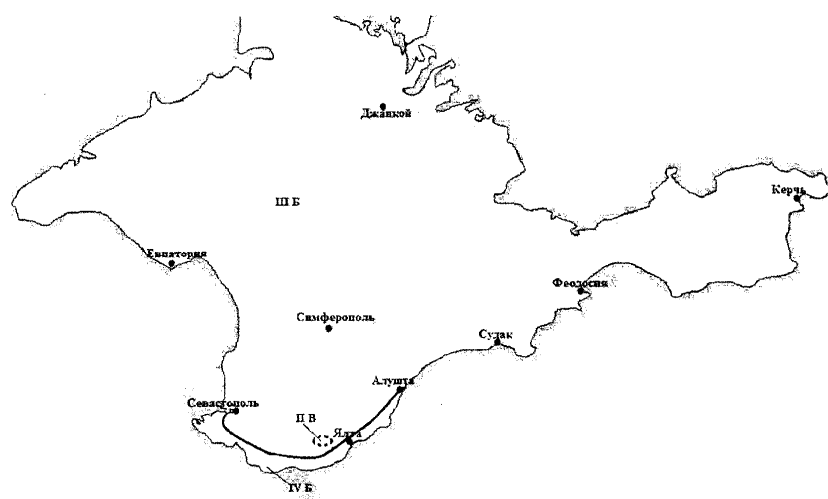 Джанкой
III Б
Керчь
Евпатория
Феодосия
Симферополь
Судак
Алушта
Севастополь
II В
Ялта
IV Б